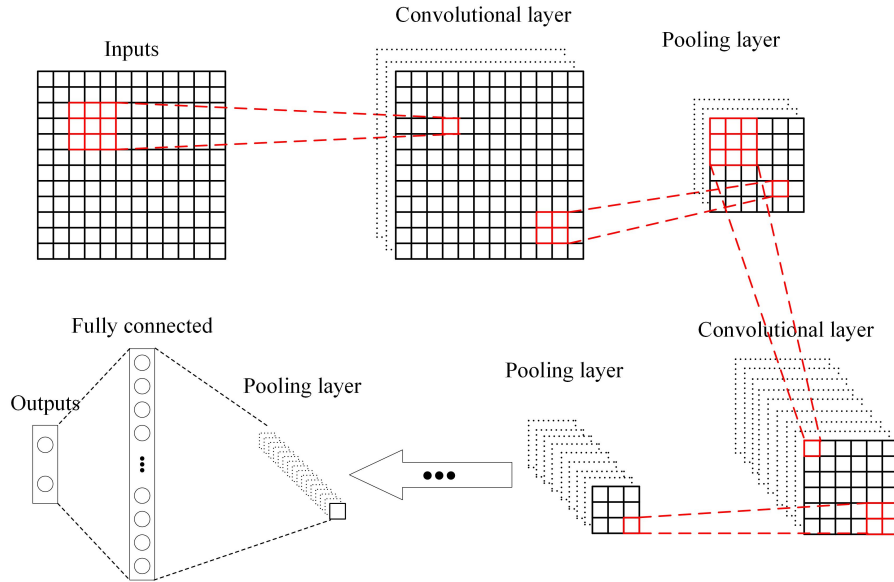 Inputs
Convolutional layer
Pooling layer
Convolutional layer
Pooling layer
Pooling layer
Fully connected
Outputs